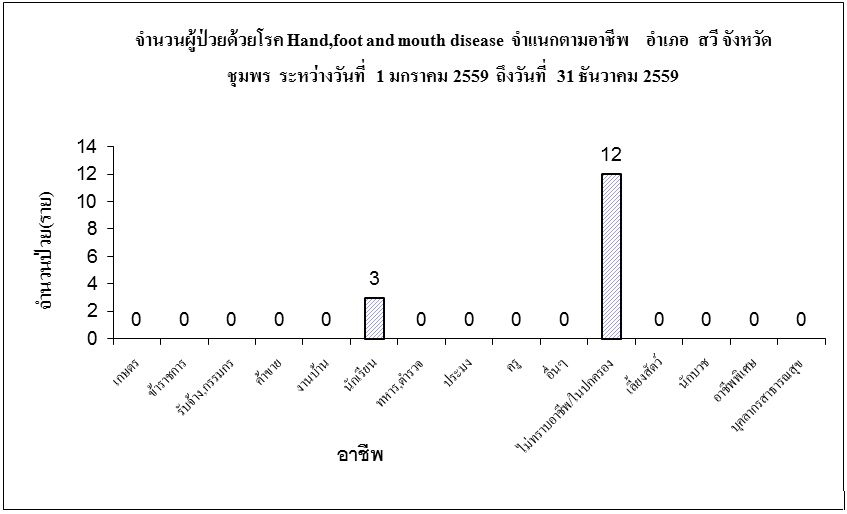 จำนวนผู้ป่วยด้วยโรค Hand,foot and mouth disease จำแนกตามอาชีพ อำเภอ สวี จังหวัด
ชุมพร ระหว่างวันที่ 1 มกราคม 2559 ถึงวันที่ 31 ธันวาคม 2559
จำนวนป่วย(ราย)
14
12
10
8
6
4
2
0
0
0
0
0
0
3
0
0
0
0
12
0
0
0
0
เกษตร
ข้าราชการ
รับจ้าง,กรรมกร
ค้าขาย
งานบ้าน
นักเรียน
ทหาร,ตำรวจ
ประมง
ครู
อื่นๆ
ไม่ทราบอาชีพ/ในปกครอง
เลี้ยงสัตว์
นักบวช
อาชีพพิเศษ
บุคลากรสาธารณสุข
อาชีพ